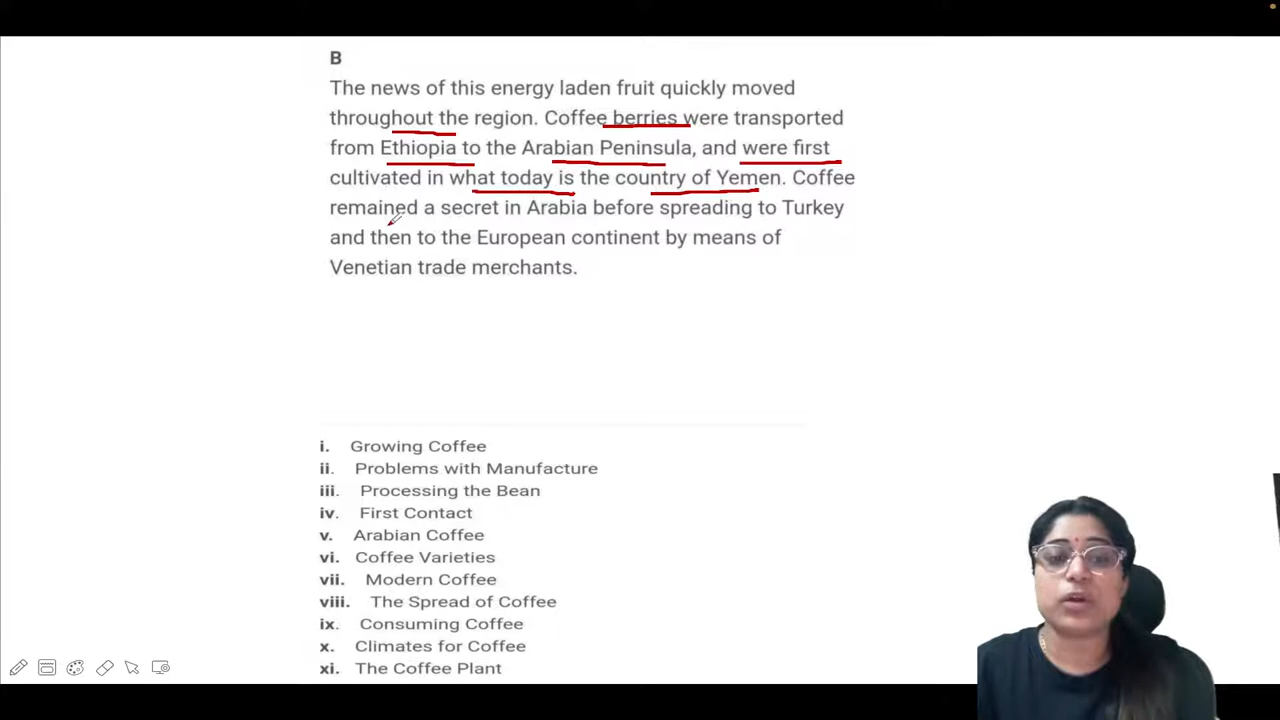 B
The news of this energy laden fruit quickly moved
throughout the region. Coffee berries were transported
from Ethiopia to the Arabian Peninsula, and were first
cultivated in what today is the country of Yemen. Coffee
remained a secret in Arabia before spreading to Turkey
and then to the European continent by means of
Venetian trade merchants.
i. Growing Coffee
ii. Problems with Manufacture
iii. Processing the Bean
iv. First Contact
v. Arabian Coffee
vi. Coffee Varieties
vii. Modern Coffee
viii. The Spread of Coffee
ix. Consuming Coffee
x. Climates for Coffee
xi. The Coffee Plant